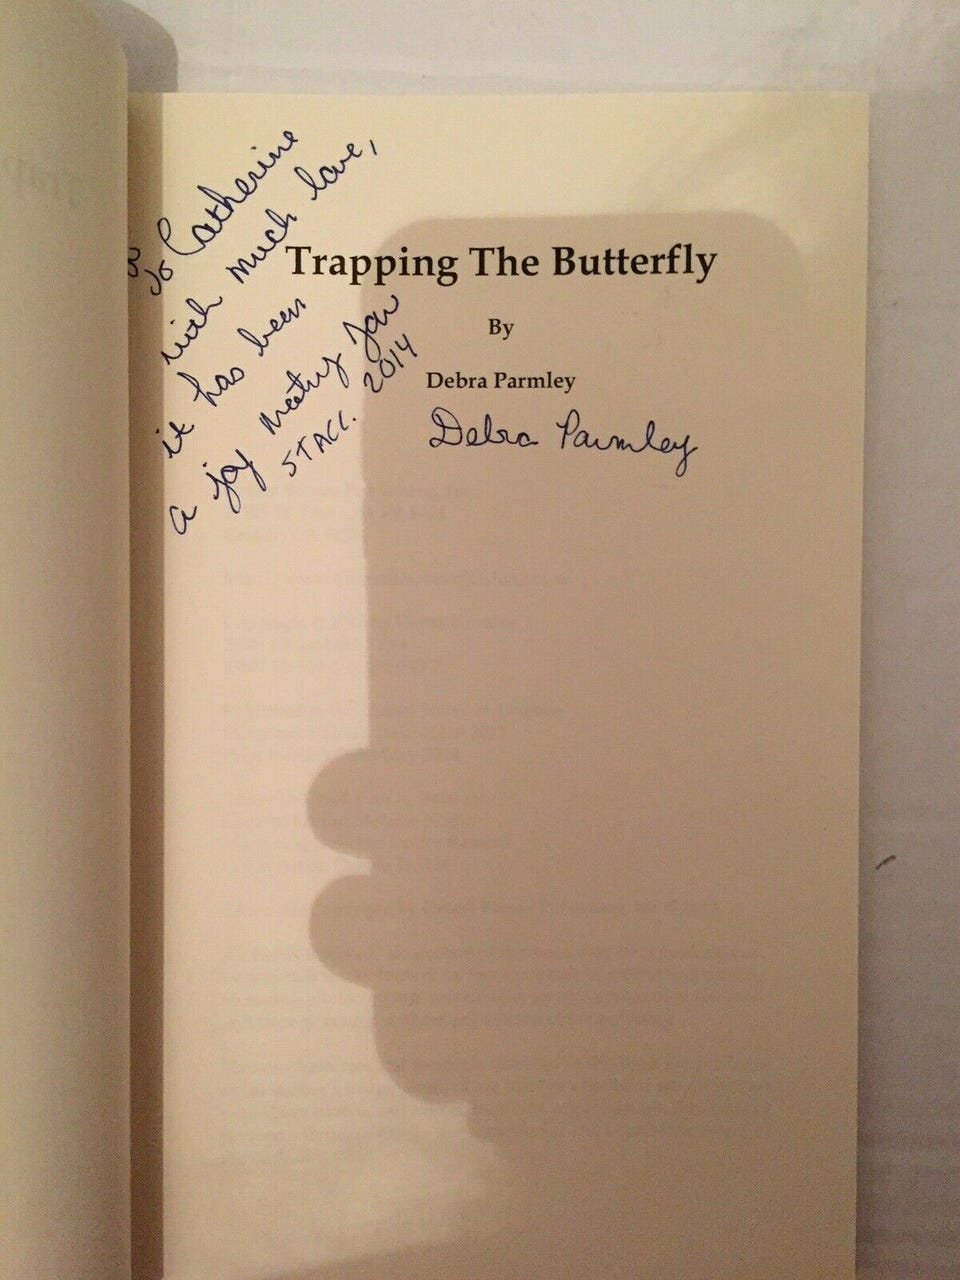 To Catherine
with much love,
it has been
a joy meeting you
2014
Trapping The Butterfly
By
Debra Parmley
Debra Parmley